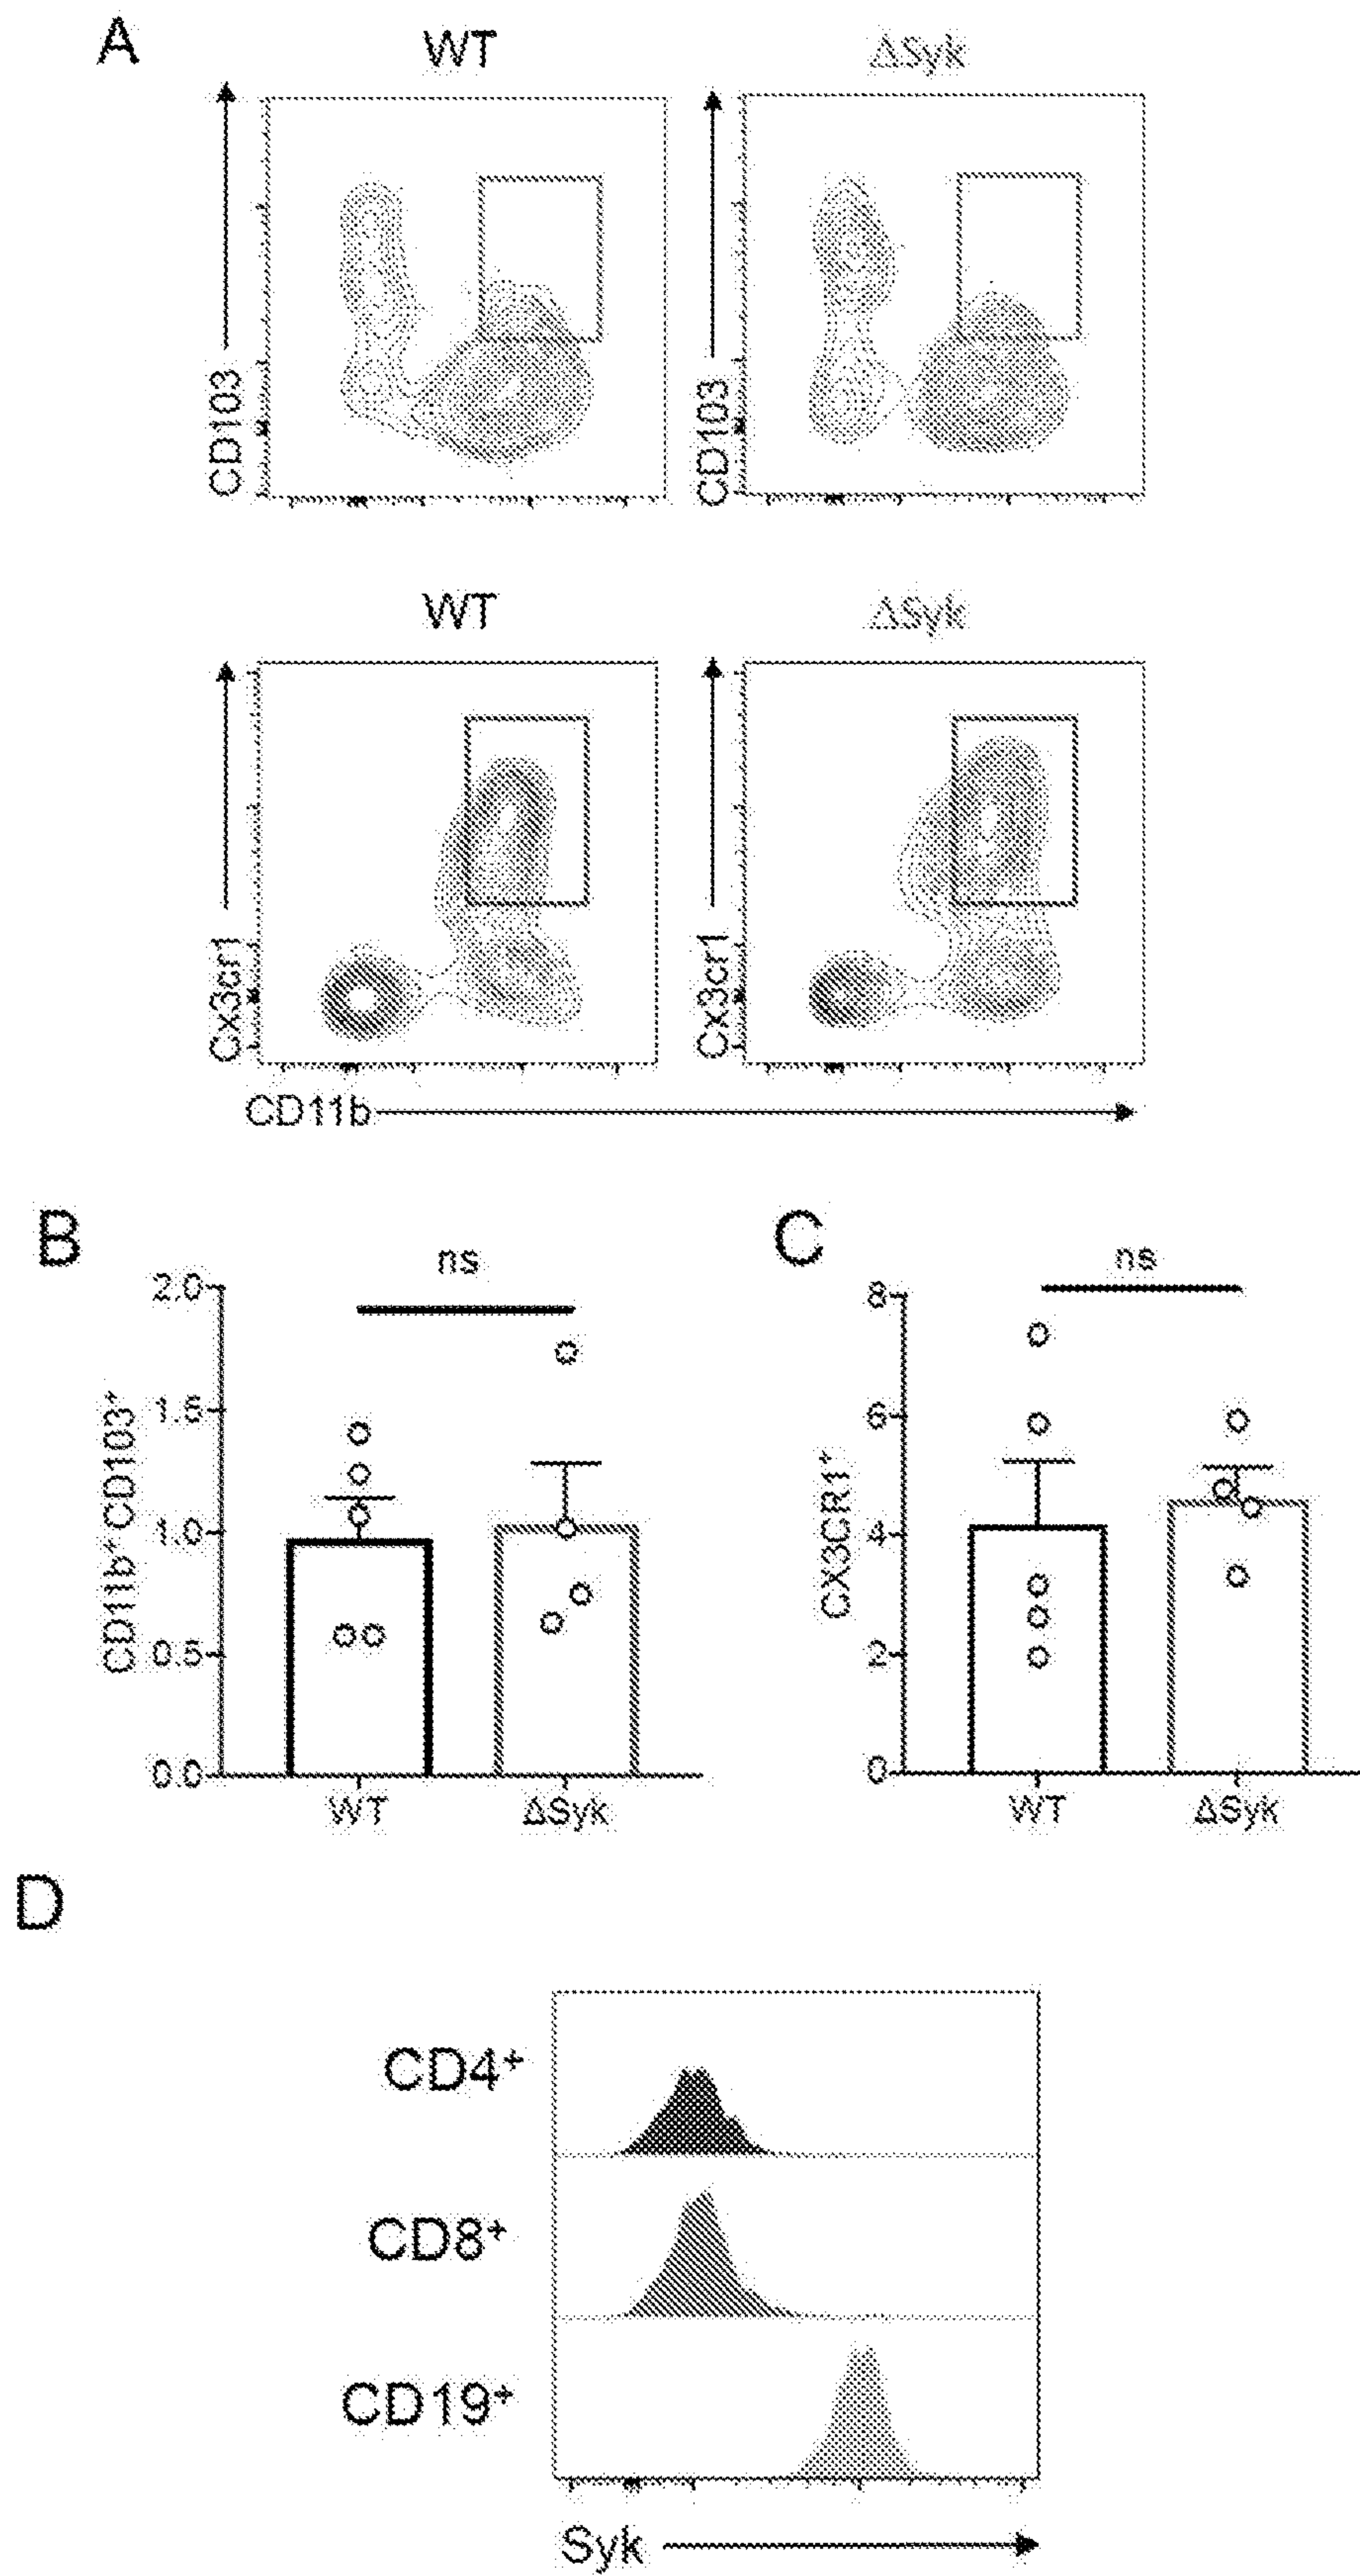 A
WT
ΔSyk
CD103
CD103
WT
ΔSyk
Cx3cr1
Cx3cr1
CD11b
B
ns
2.0
1.5
1.0
0.5
0.0
CD11b⁺ CD103⁺
WT
ΔSyk
C
ns
8
6
4
2
0
CX3CR1⁺
WT
ΔSyk
D
CD4⁺
CD8⁺
CD19⁺
Syk